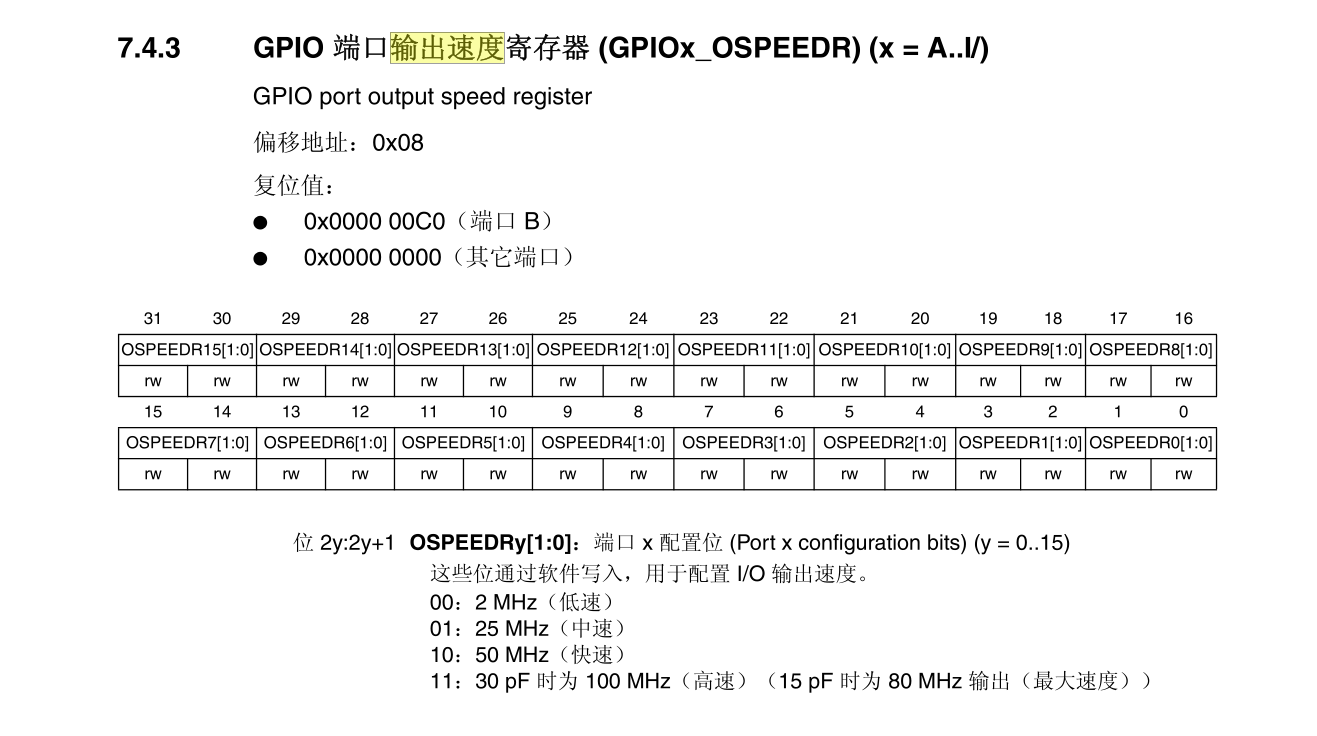 7.4.3 GPIO 端口输出速度寄存器 (GPIOx_OSPEEDR) (x = A..I/)
GPIO port output speed register
偏移地址：0x08
复位值：
● 0x0000 00C0（端口 B）
● 0x0000 0000（其它端口）
31 30 29 28 27 26 25 24 23 22 21 20 19 18 17 16
OSPEEDR15[1:0] OSPEEDR14[1:0] OSPEEDR13[1:0] OSPEEDR12[1:0] OSPEEDR11[1:0] OSPEEDR10[1:0] OSPEEDR9[1:0] OSPEEDR8[1:0]
rw rw rw rw rw rw rw rw rw rw rw rw rw rw rw rw
15 14 13 12 11 10 9 8 7 6 5 4 3 2 1 0
OSPEEDR7[1:0] OSPEEDR6[1:0] OSPEEDR5[1:0] OSPEEDR4[1:0] OSPEEDR3[1:0] OSPEEDR2[1:0] OSPEEDR1[1:0] OSPEEDR0[1:0]
rw rw rw rw rw rw rw rw rw rw rw rw rw rw rw rw
位 2y:2y+1 OSPEEDRy[1:0]：端口 x 配置位 (Port x configuration bits) (y = 0..15)
这些位通过软件写入，用于配置 I/O 输出速度。
00：2 MHz（低速）
01：25 MHz（中速）
10：50 MHz（快速）
11：30 pF 时为 100 MHz（高速）（15 pF 时为 80 MHz 输出（最大速度））